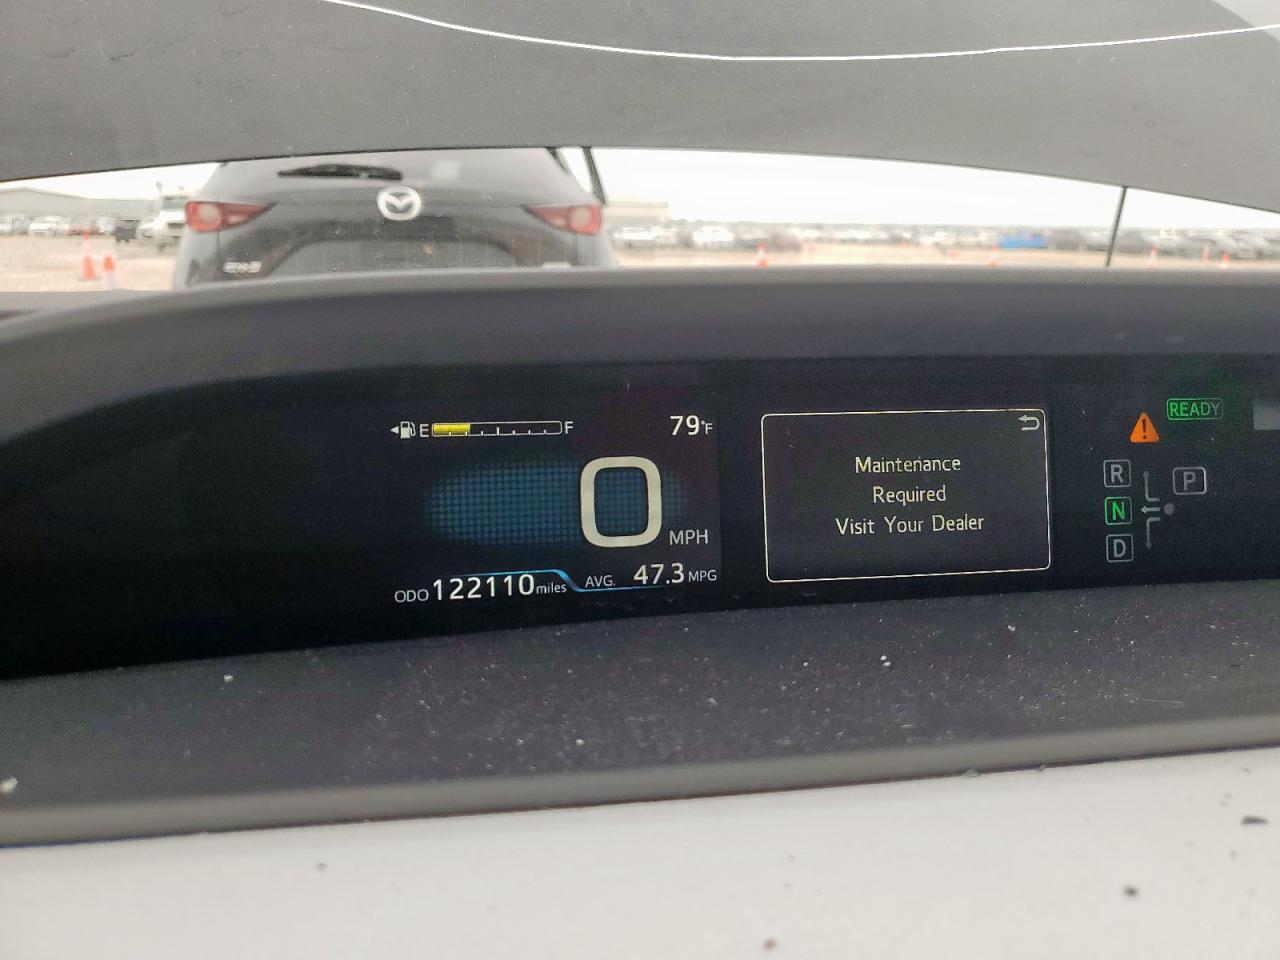 E F
79°F
0 MPH
ODO 122110 miles
AVG. 47.3 MPG
Maintenance
Required
Visit Your Dealer
READY
R
P
N
D